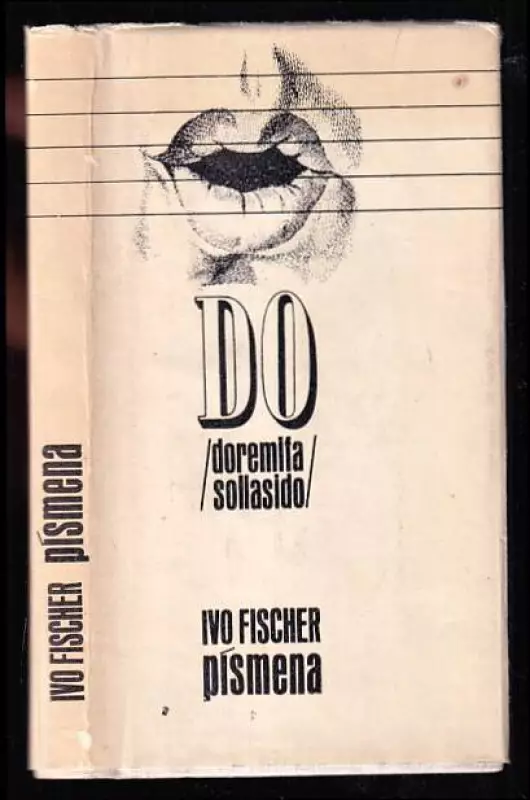 DO
/doremifa
/sollasido/
IVO FISCHER
písmena
IVO FISCHER písmena